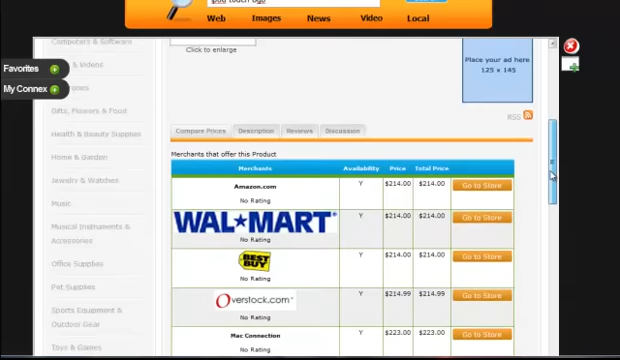 ipod touch 8gb
Web Images News Video Local
Computers & Software
Click to enlarge
& Videos
Favorites
My Connex
Place your ad here
125 x 145
Gifts, Flowers & Food
RSS
Health & Beauty Supplies
Compare Prices Description Reviews Discussion
Home & Garden
Merchants that offer this Product
Merchants Availability Price Total Price
Jewelry & Watches
Amazon.com Y $214.00 $214.00 Go to Store
No Rating
Music
WAL★MART Y $214.00 $214.00 Go to Store
Musical Instruments &
Accessories
No Rating
BEST BUY Y $214.00 $214.00 Go to Store
Office Supplies
No Rating
Pet Supplies
Overstock.com Y $214.99 $214.99 Go to Store
Sports Equipment &
Outdoor Gear
No Rating
Mac Connection Y $223.00 $223.00 Go to Store
Toys & Games
No Rating